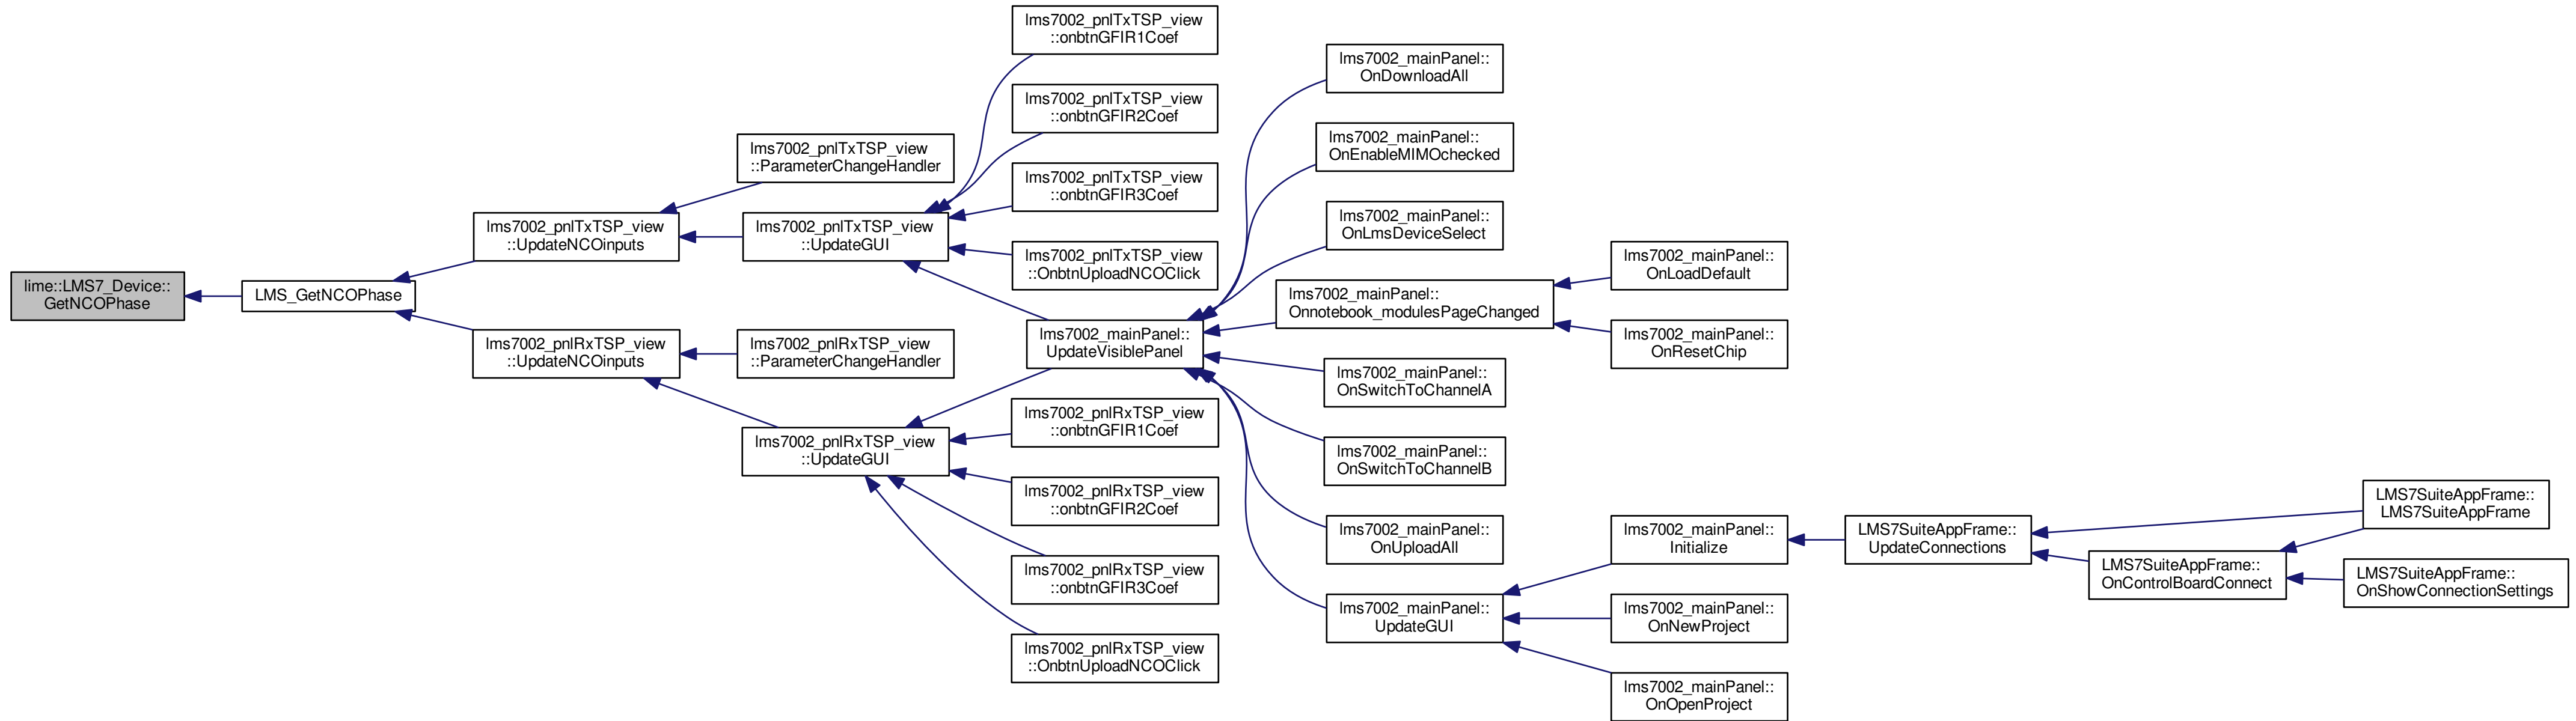 lime::LMS7_Device::
GetNCOPhase
LMS_GetNCOPhase
lms7002_pnlTxTSP_view
::UpdateNCOinputs
lms7002_pnlRxTSP_view
::UpdateNCOinputs
lms7002_pnlTxTSP_view
::ParameterChangeHandler
lms7002_pnlTxTSP_view
::UpdateGUI
lms7002_pnlRxTSP_view
::ParameterChangeHandler
lms7002_pnlRxTSP_view
::UpdateGUI
lms7002_pnlTxTSP_view
::onbtnGFIR1Coef
lms7002_pnlTxTSP_view
::onbtnGFIR2Coef
lms7002_pnlTxTSP_view
::onbtnGFIR3Coef
lms7002_pnlTxTSP_view
::OnbtnUploadNCOClick
lms7002_mainPanel::
UpdateVisiblePanel
lms7002_pnlRxTSP_view
::onbtnGFIR1Coef
lms7002_pnlRxTSP_view
::onbtnGFIR2Coef
lms7002_pnlRxTSP_view
::onbtnGFIR3Coef
lms7002_pnlRxTSP_view
::OnbtnUploadNCOClick
lms7002_mainPanel::
OnDownloadAll
lms7002_mainPanel::
OnEnableMIMOchecked
lms7002_mainPanel::
OnLmsDeviceSelect
lms7002_mainPanel::
Onnotebook_modulesPageChanged
lms7002_mainPanel::
OnSwitchToChannelA
lms7002_mainPanel::
OnSwitchToChannelB
lms7002_mainPanel::
OnUploadAll
lms7002_mainPanel::
UpdateGUI
lms7002_mainPanel::
OnLoadDefault
lms7002_mainPanel::
OnResetChip
lms7002_mainPanel::
Initialize
lms7002_mainPanel::
OnNewProject
lms7002_mainPanel::
OnOpenProject
LMS7SuiteAppFrame::
UpdateConnections
LMS7SuiteAppFrame::
OnControlBoardConnect
LMS7SuiteAppFrame::
LMS7SuiteAppFrame
LMS7SuiteAppFrame::
OnShowConnectionSettings